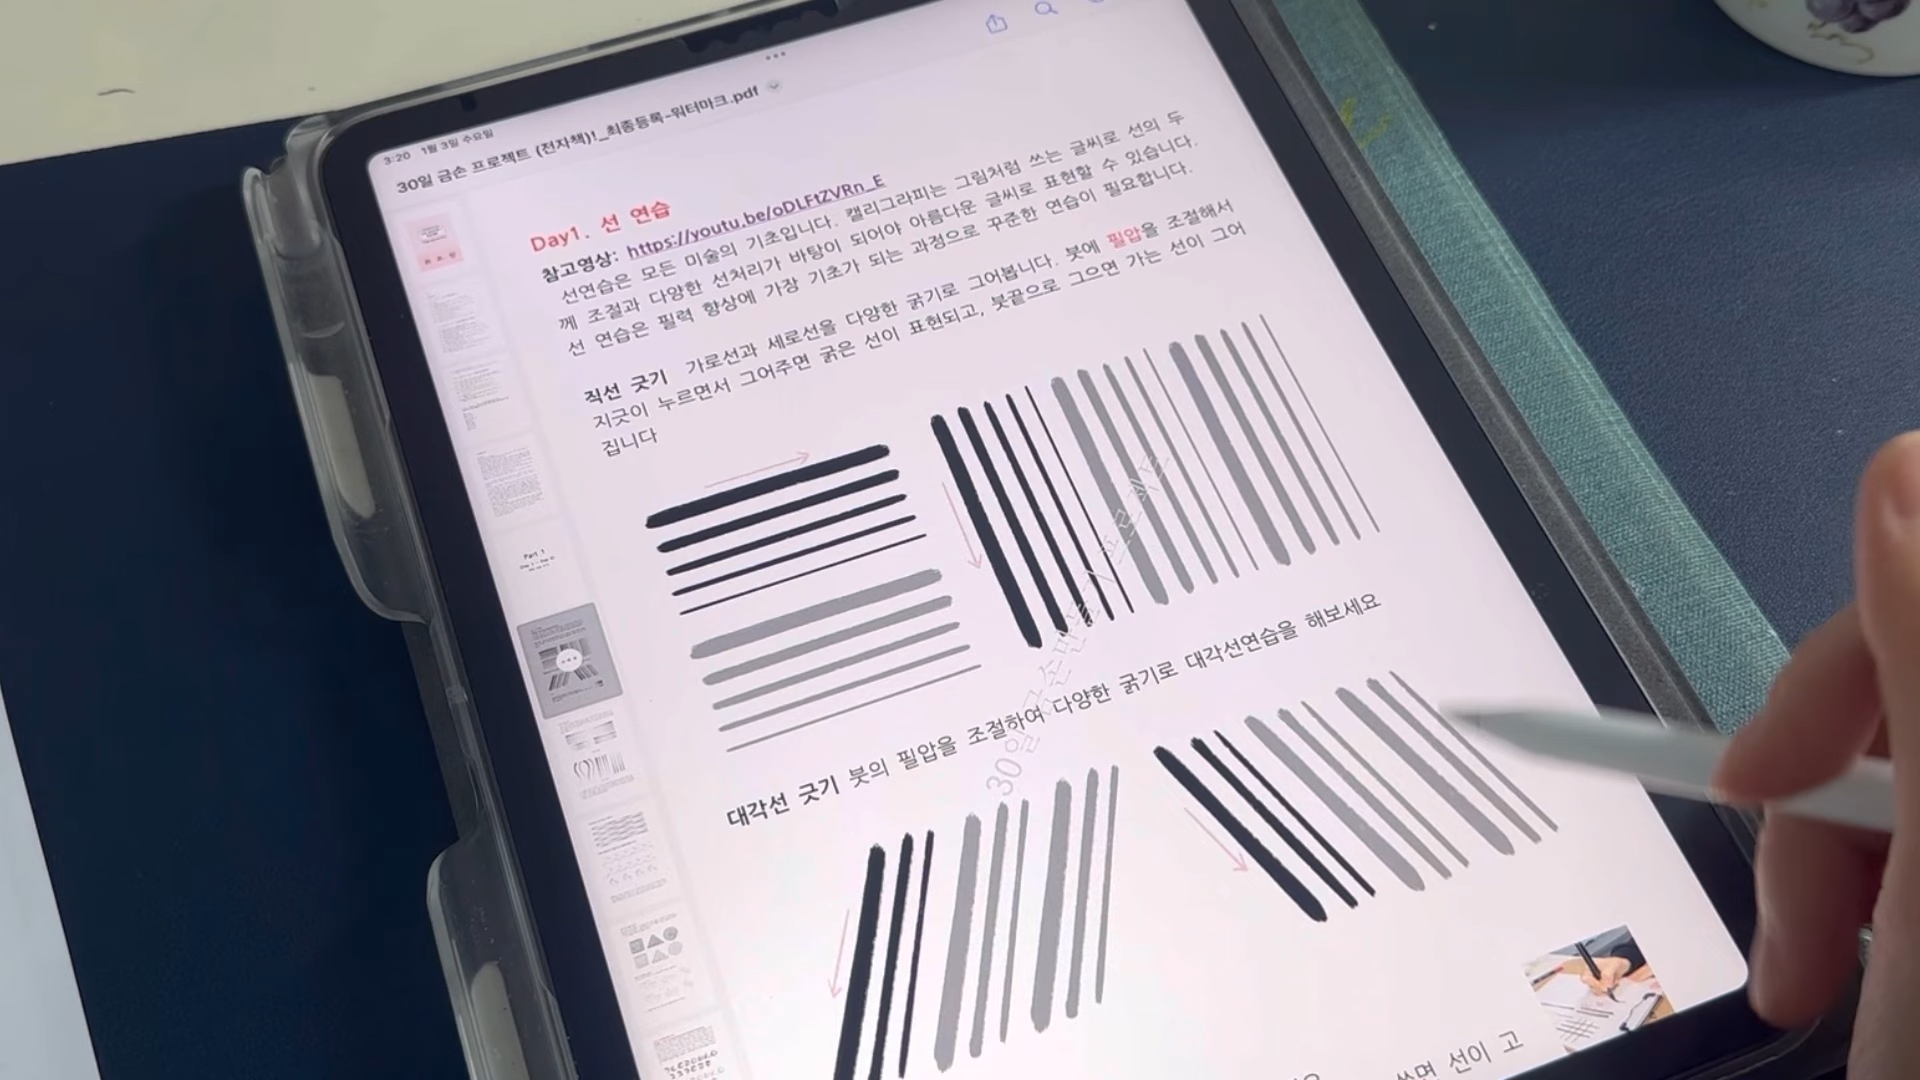 3:20 1월 3일 수요일
30일 금손 프로젝트 (전자책)!_최종등록-워터마크.pdf
Day1. 선 연습
참고영상: https://youtu.be/oDLFtZVRn_E
선연습은 모든 미술의 기초입니다. 캘리그라피는 그림처럼 쓰는 글씨로 선의 두
께 조절과 다양한 선처리가 바탕이 되어야 아름다운 글씨로 표현할 수 있습니다.
선 연습은 필력 향상에 가장 기초가 되는 과정으로 꾸준한 연습이 필요합니다.
직선 긋기 가로선과 세로선을 다양한 굵기로 그어봅니다. 붓에 필압을 조절해서
지긋이 누르면서 그어주면 굵은 선이 표현되고, 붓끝으로 그으면 가는 선이 그어
집니다
30일 금손만들기 프로젝트
대각선 긋기 붓의 필압을 조절하여 다양한 굵기로 대각선연습을 해보세요
쓰면 선이 고
Part 1